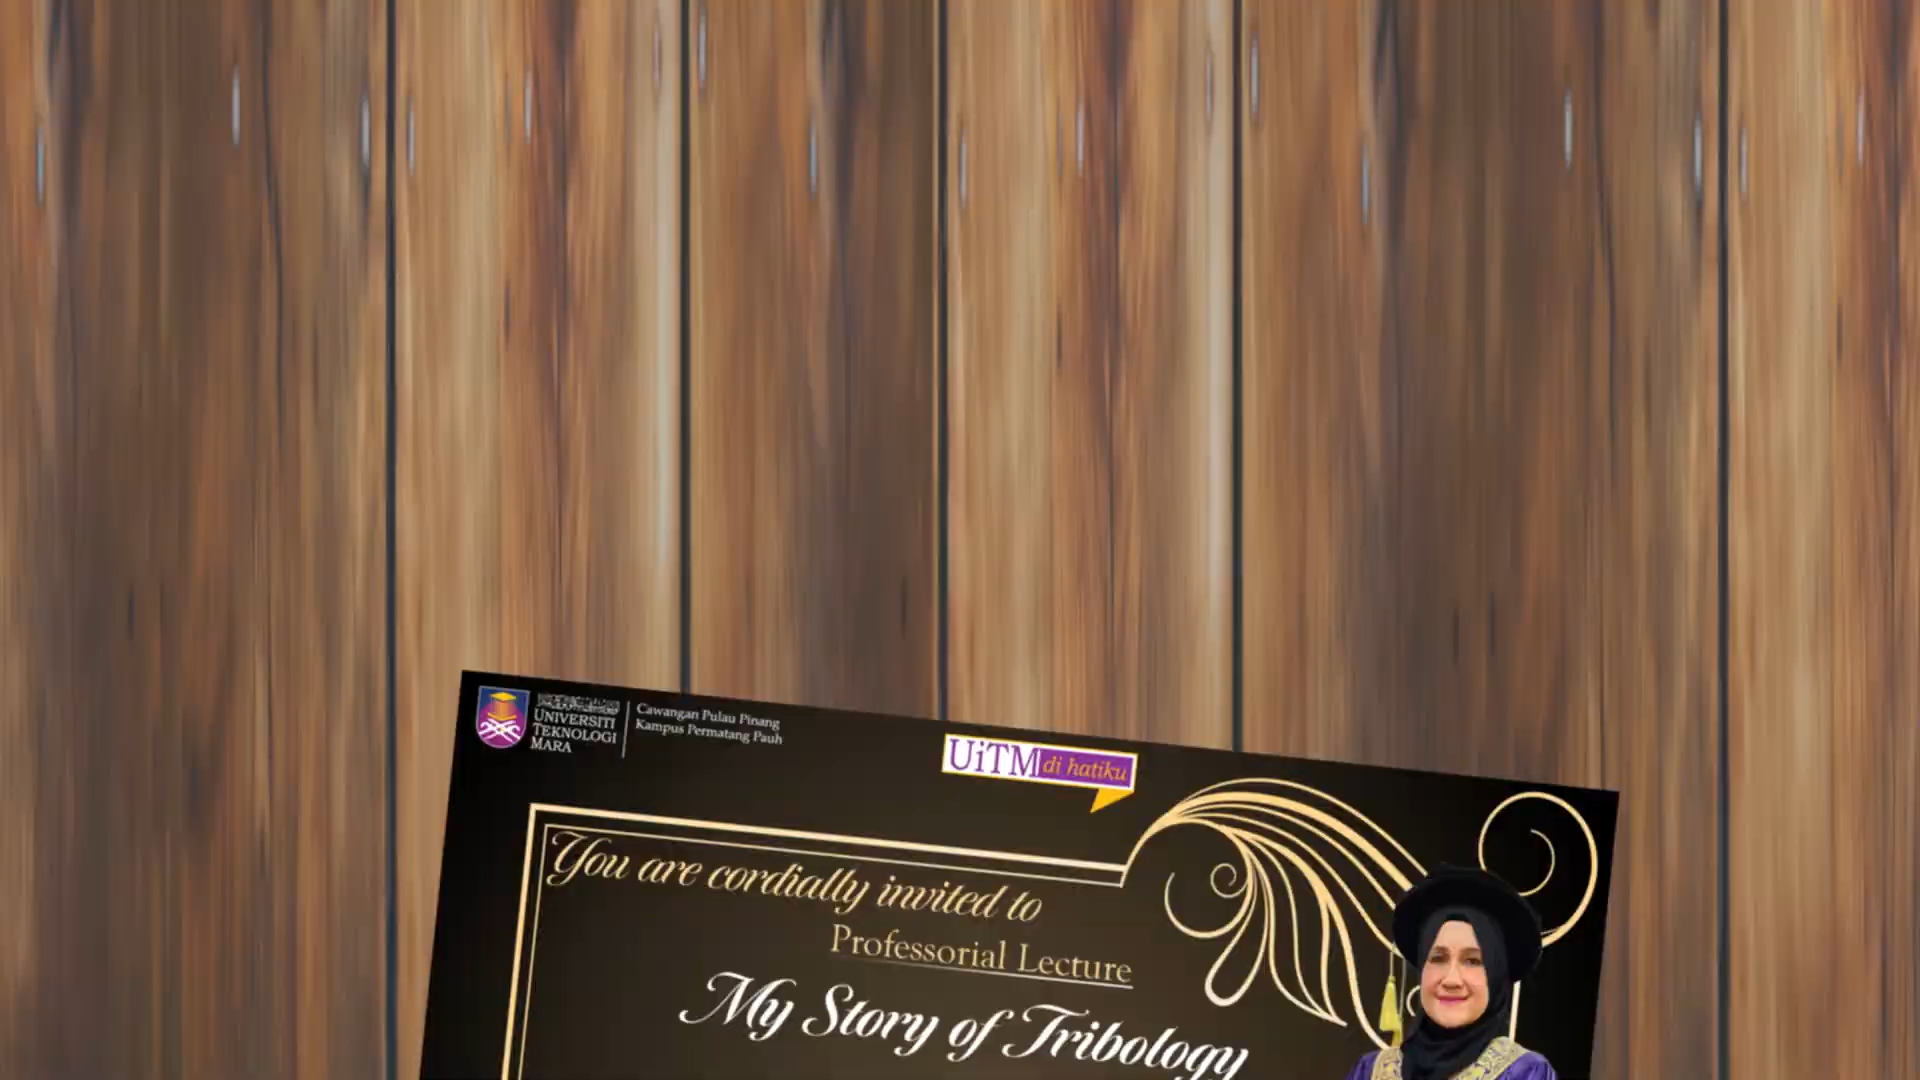 UNIVERSITI
TEKNOLOGI
MARA
Cawangan Pulau Pinang
Kampus Permatang Pauh
UiTM di hatiku
You are cordially invited to
Professorial Lecture
My Story of Tribology